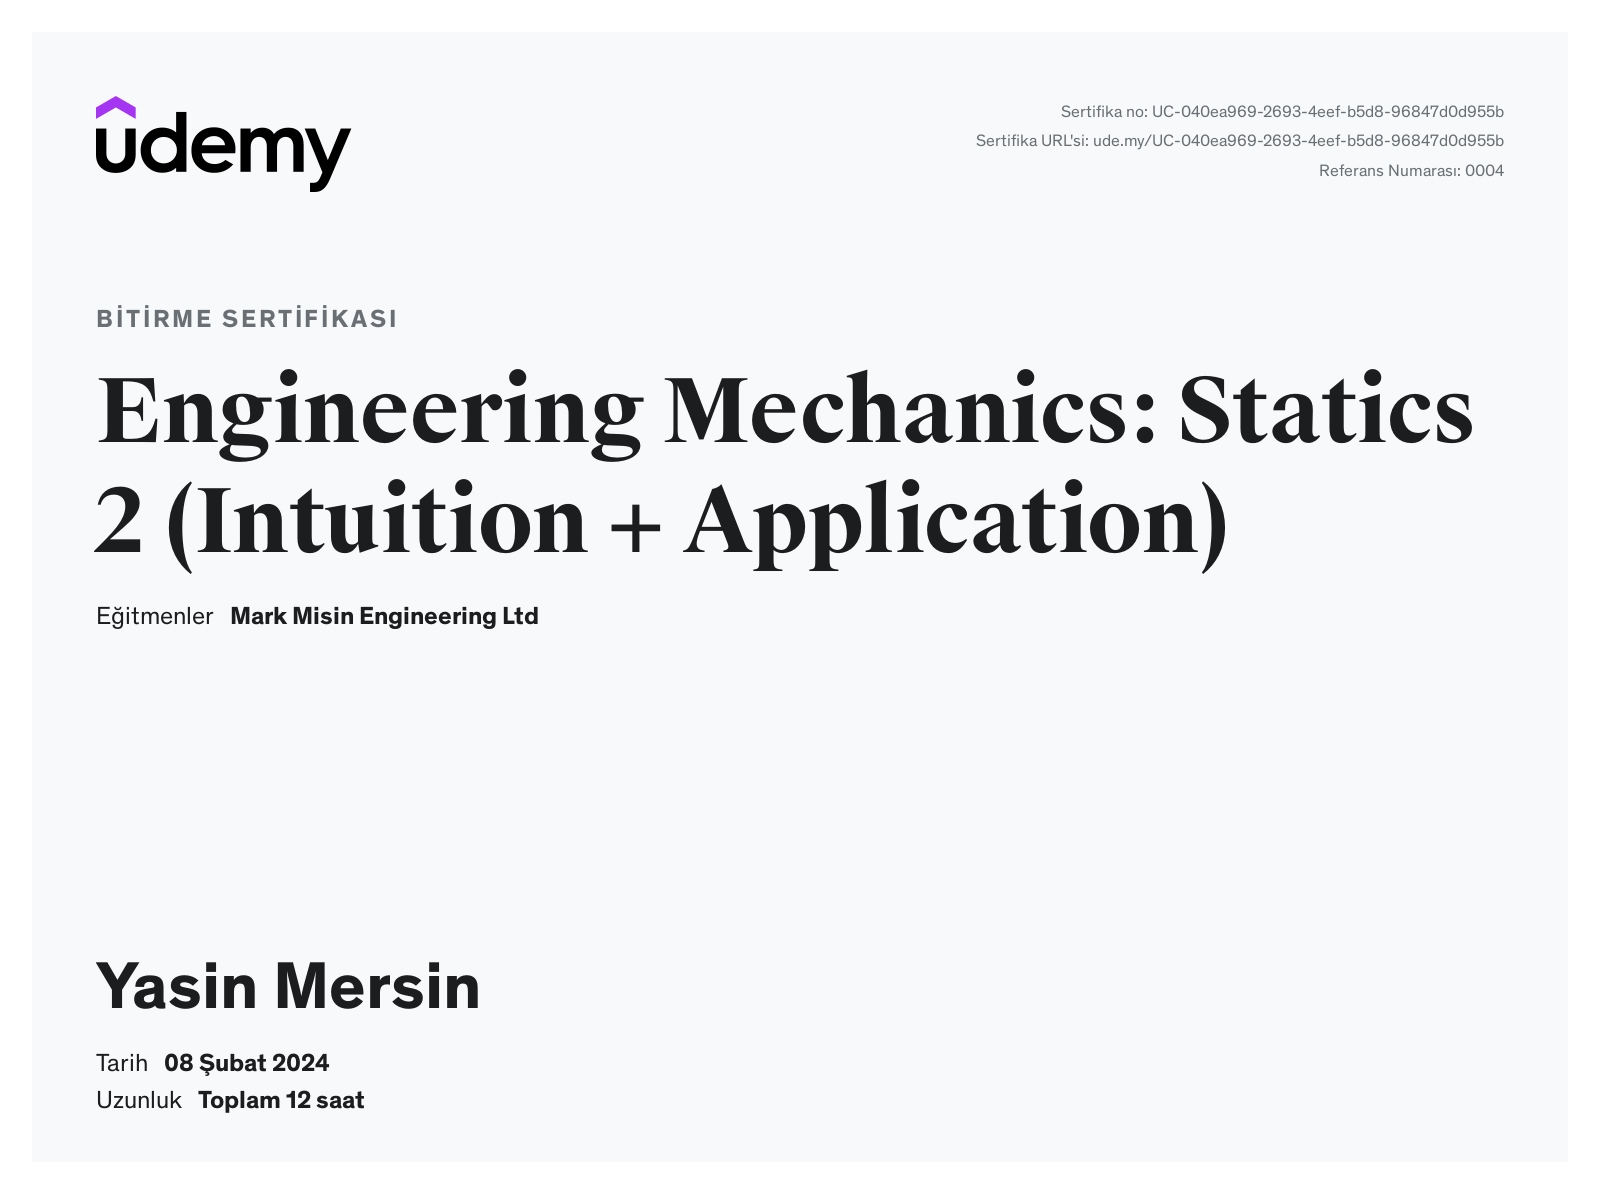 udemy
Sertifika no: UC-040ea969-2693-4eef-b5d8-96847d0d955b
Sertifika URL'si: ude.my/UC-040ea969-2693-4eef-b5d8-96847d0d955b
Referans Numarası: 0004
BİTİRME SERTİFİKASI
Engineering Mechanics: Statics
2 (Intuition + Application)
Eğitmenler Mark Misin Engineering Ltd
Yasin Mersin
Tarih 08 Şubat 2024
Uzunluk Toplam 12 saat